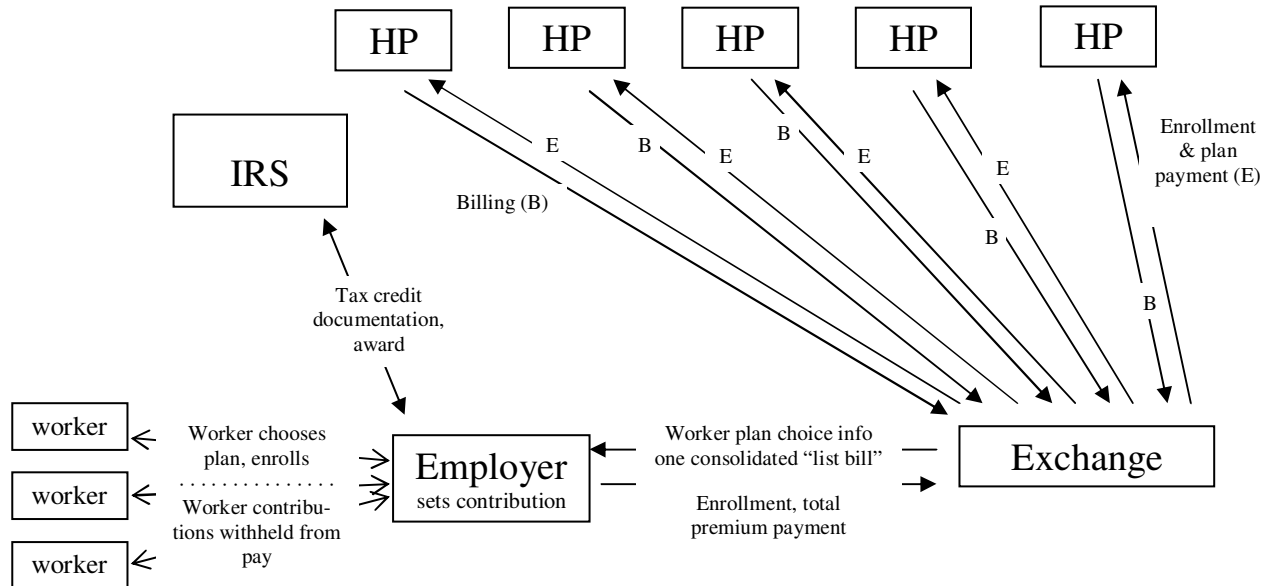 HP
HP
HP
HP
HP
IRS
Enrollment
& plan
payment (E)
B
B
E
E
E
E
B
B
B
Billing (B)
Tax credit
documentation,
award
worker
worker
worker
Worker chooses
plan, enrolls
Worker contribu-
tions withheld from
pay
Employer
sets contribution
Worker plan choice info
one consolidated “list bill”
Enrollment, total
premium payment
Exchange